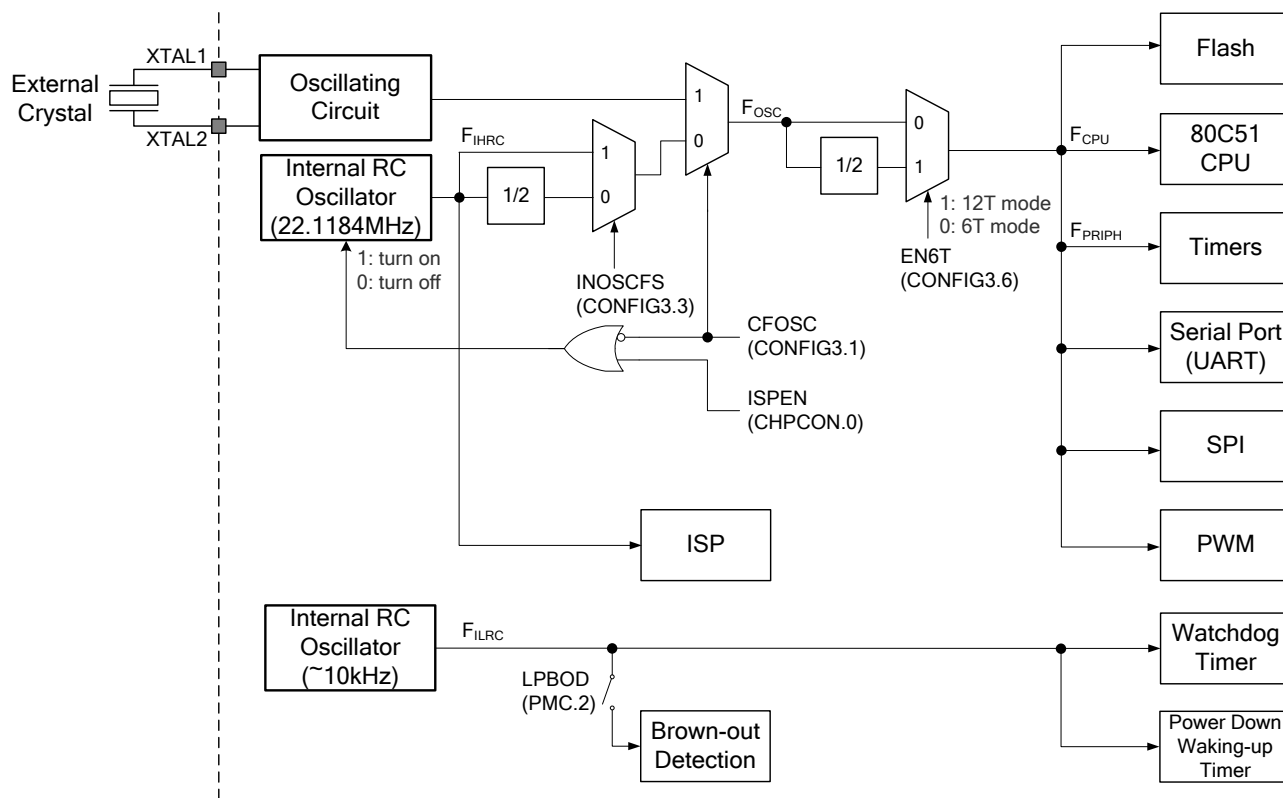 External
Crystal
XTAL1
XTAL2
Oscillating
Circuit
Internal RC
Oscillator
(22.1184MHz)
1: turn on
0: turn off
FIHRC
1/2
1
0
INOSCFS
(CONFIG3.3)
1
0
CFOSC
(CONFIG3.1)
ISPEN
(CHPCON.0)
FOSC
1/2
0
1
1: 12T mode
0: 6T mode
EN6T
(CONFIG3.6)
FCPU
FPRIPH
Flash
80C51
CPU
Timers
Serial Port
(UART)
SPI
PWM
ISP
Internal RC
Oscillator
(~10kHz)
FILRC
LPBOD
(PMC.2)
Brown-out
Detection
Watchdog
Timer
Power Down
Waking-up
Timer